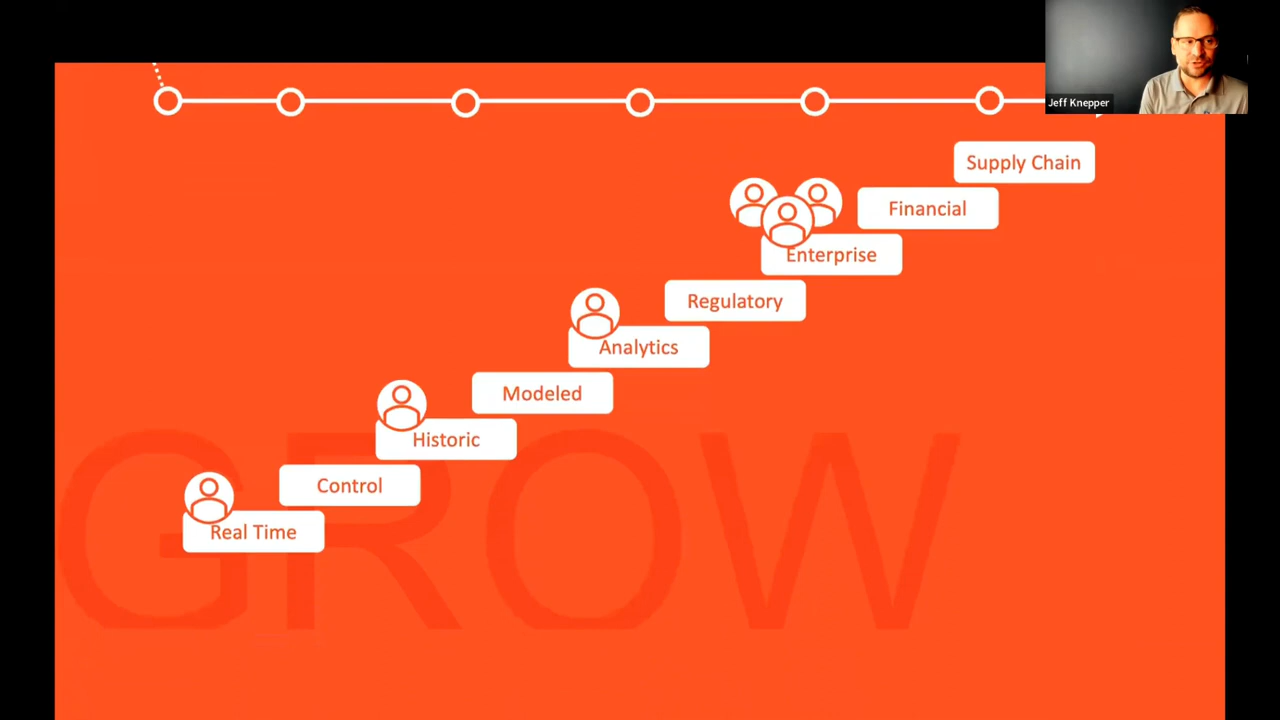 Jeff Knepper
Supply Chain
Financial
Enterprise
Regulatory
Analytics
Modeled
Historic
Control
Real Time
GROW